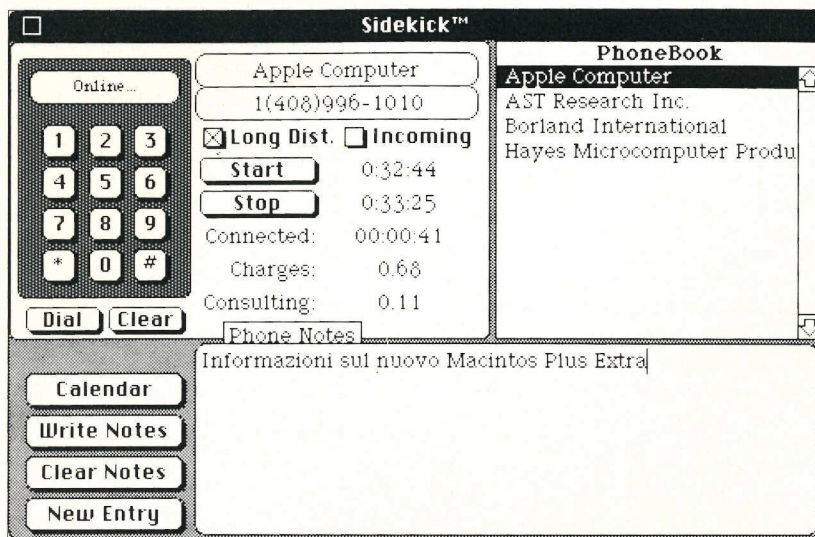 Sidekick™
Online...
1 2 3
4 5 6
7 8 9
* 0 #
Dial Clear
Apple Computer
1(408)996-1010
Long Dist. Incoming
Start 0:32:44
Stop 0:33:25
Connected: 00:00:41
Charges: 0.68
Consulting: 0.11
PhoneBook
Apple Computer
AST Research Inc.
Borland International
Hayes Microcomputer Produ
Phone Notes
Informazioni sul nuovo Macintos Plus Extra
Calendar
Write Notes
Clear Notes
New Entry